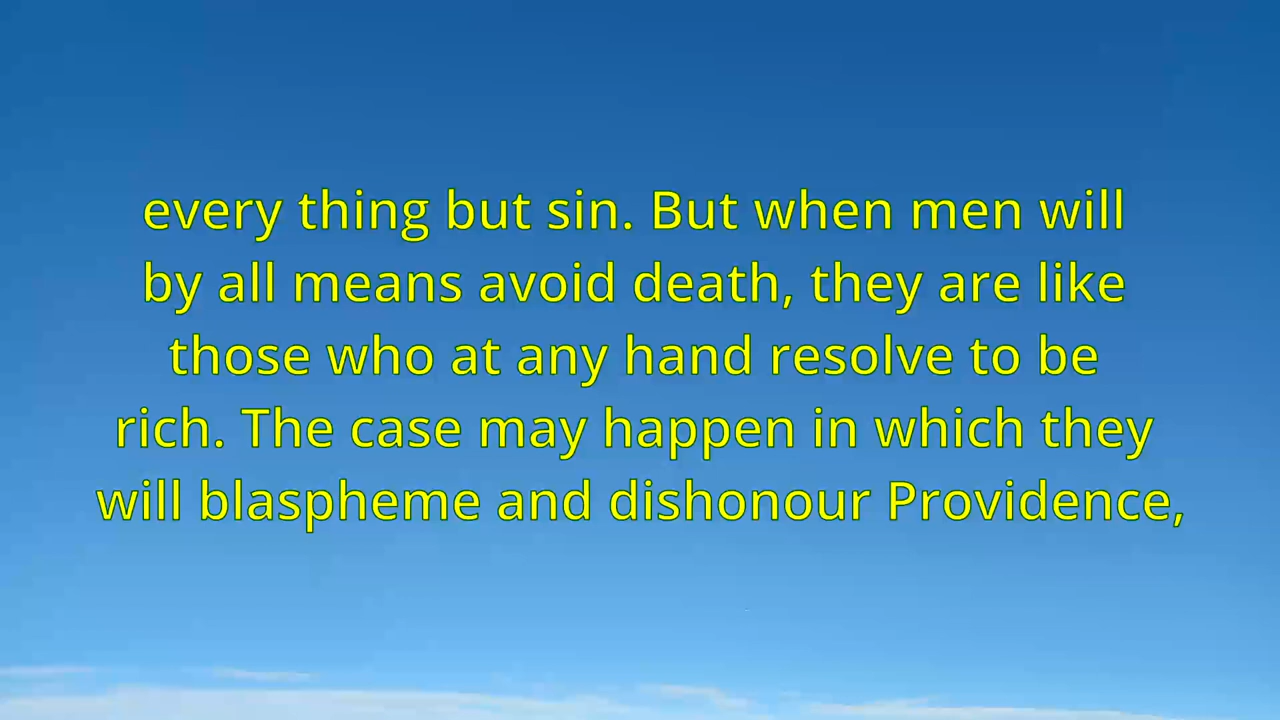 every thing but sin. But when men will
by all means avoid death, they are like
those who at any hand resolve to be
rich. The case may happen in which they
will blaspheme and dishonour Providence,